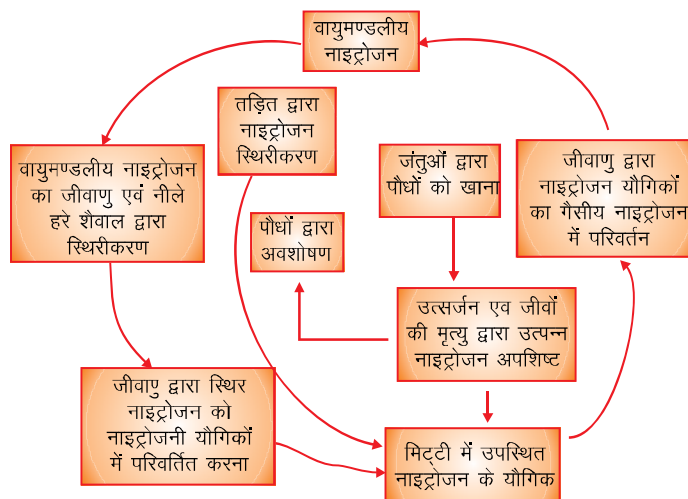 वायुमण्डलीय
नाइट्रोजन
तड़ित द्वारा
नाइट्रोजन
स्थिरीकरण
वायुमण्डलीय नाइट्रोजन
का जीवाणु एवं नीले
हरे शैवाल द्वारा
स्थिरीकरण
जंतुओं द्वारा
पौधों को खाना
जीवाणु द्वारा
नाइट्रोजन यौगिकों
का गैसीय नाइट्रोजन
में परिवर्तन
पौधों द्वारा
अवशोषण
उत्सर्जन एव जीवों
की मृत्यु द्वारा उत्पन्न
नाइट्रोजन अपशिष्ट
जीवाणु द्वारा स्थिर
नाइट्रोजन को
नाइट्रोजनी यौगिकों
में परिवर्तित करना
मिट्टी में उपस्थित
नाइट्रोजन के यौगिक